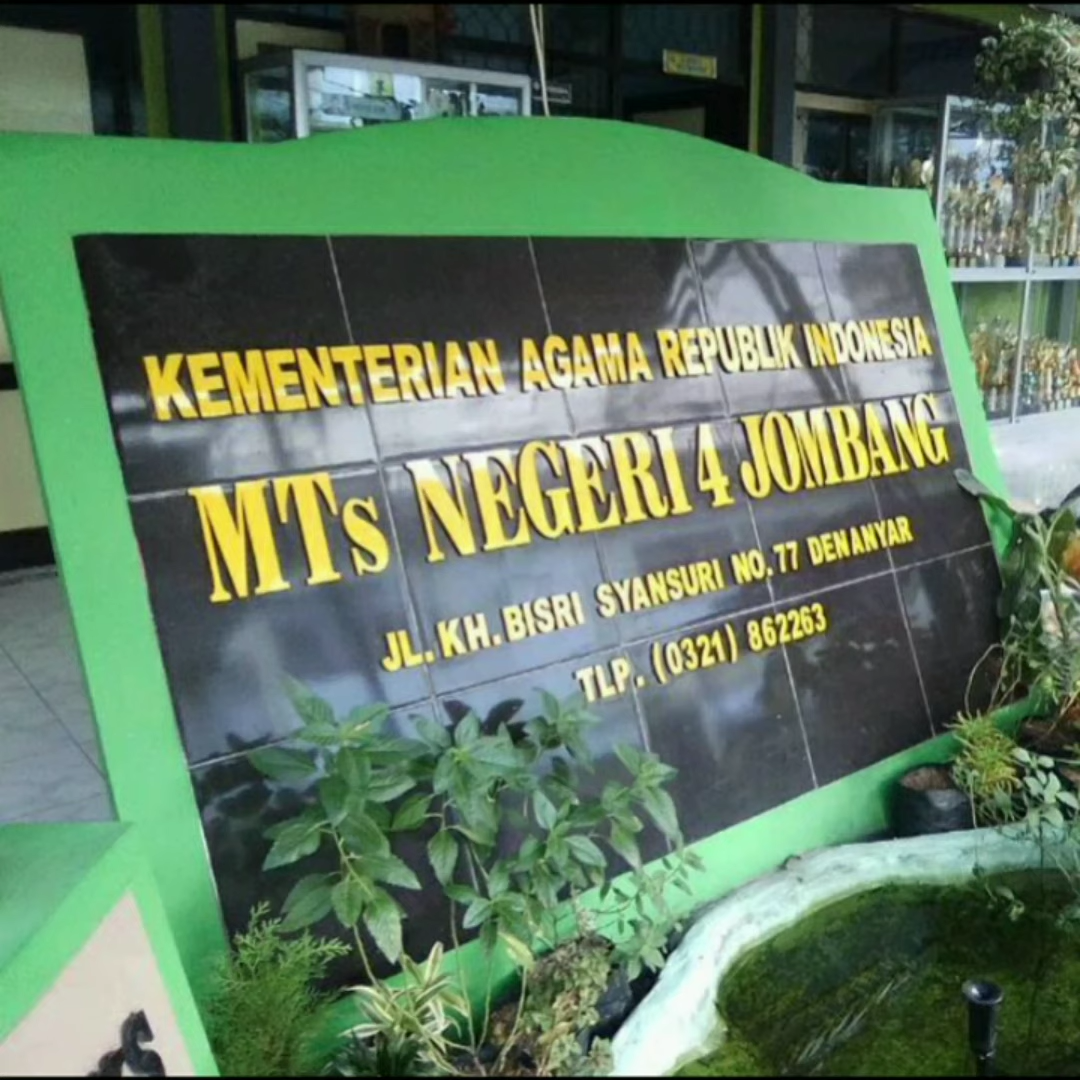 KEMENTERIAN AGAMA REPUBLIK INDONESIA
MTs NEGERI 4 JOMBANG
JL. KH. BISRI SYANSURI NO. 77 DENANYAR
TLP. (0321) 862263